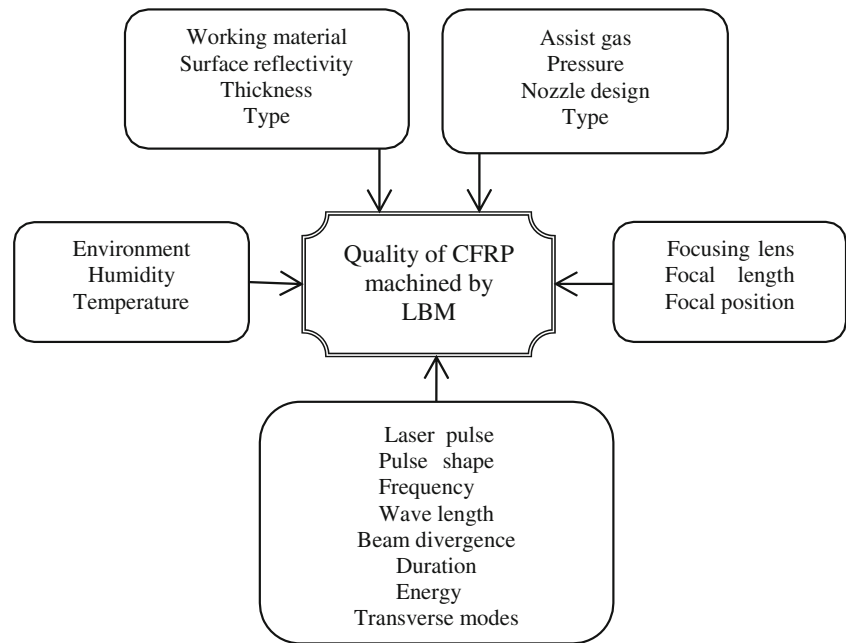 Working material
Surface reflectivity
Thickness
Type
Assist gas
Pressure
Nozzle design
Type
Environment
Humidity
Temperature
Quality of CFRP
machined by
LBM
Focusing lens
Focal length
Focal position
Laser pulse
Pulse shape
Frequency
Wave length
Beam divergence
Duration
Energy
Transverse modes